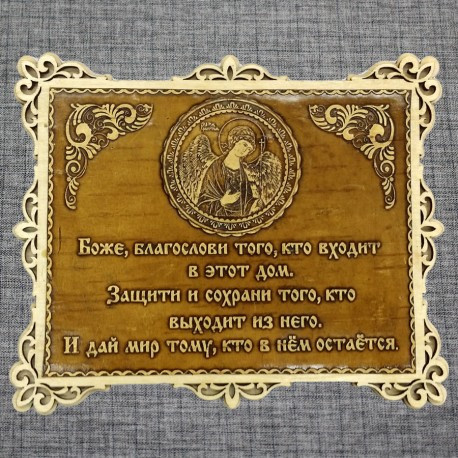 Боже, благослови того, кто входит
в этот дом.
Защити и сохрани того, кто
выходит из него.
И дай мир тому, кто в нём остаётся.